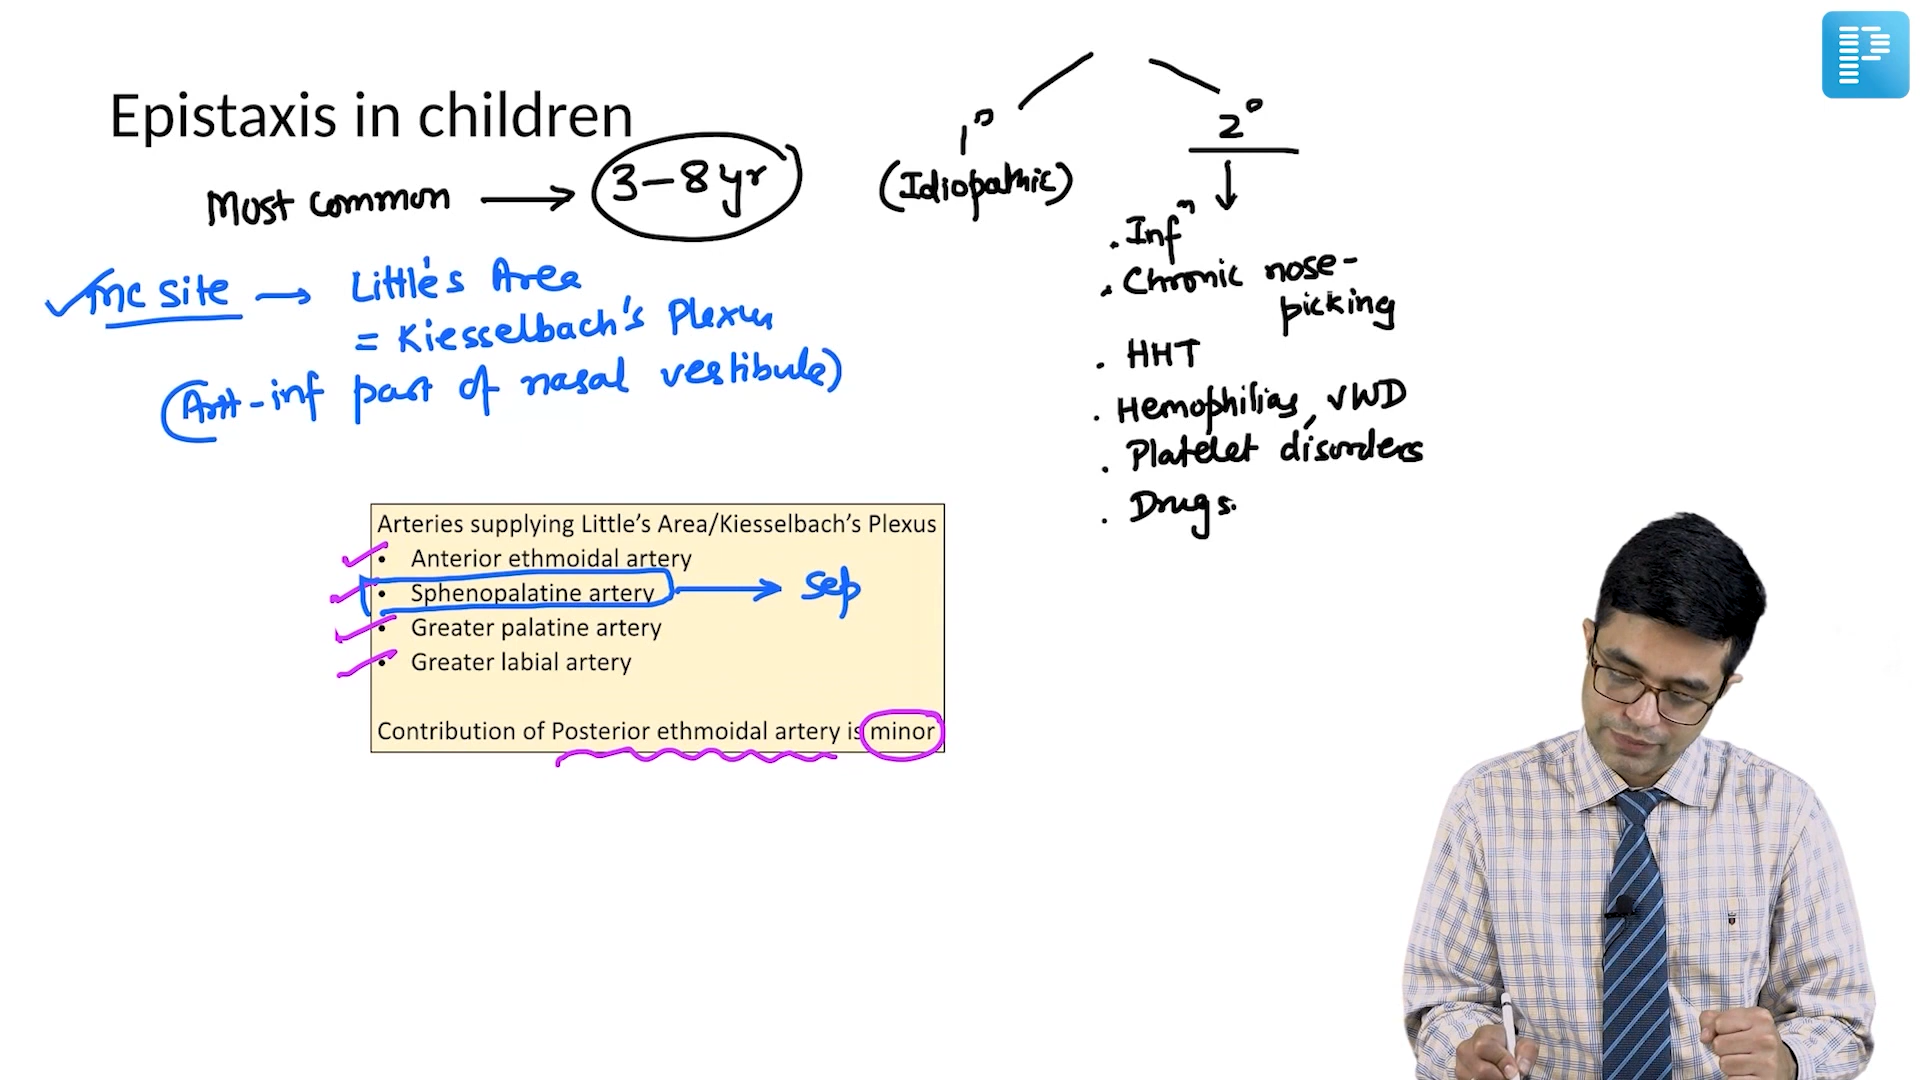 Epistaxis in children
Most common → 3-8 yr
✓ MC site → Little's Area
= Kiesselbach's Plexus
(Ant-inf part of nasal vestibule)
1°
(Idiopathic)
2°
↓
. Infⁿ
. Chronic nose-
picking
. HHT
. Hemophilias, vWD
. Platelet disorders
. Drugs.
Arteries supplying Little's Area/Kiesselbach's Plexus
• Anterior ethmoidal artery
• Sphenopalatine artery → Sep
• Greater palatine artery
• Greater labial artery
Contribution of Posterior ethmoidal artery is minor
P